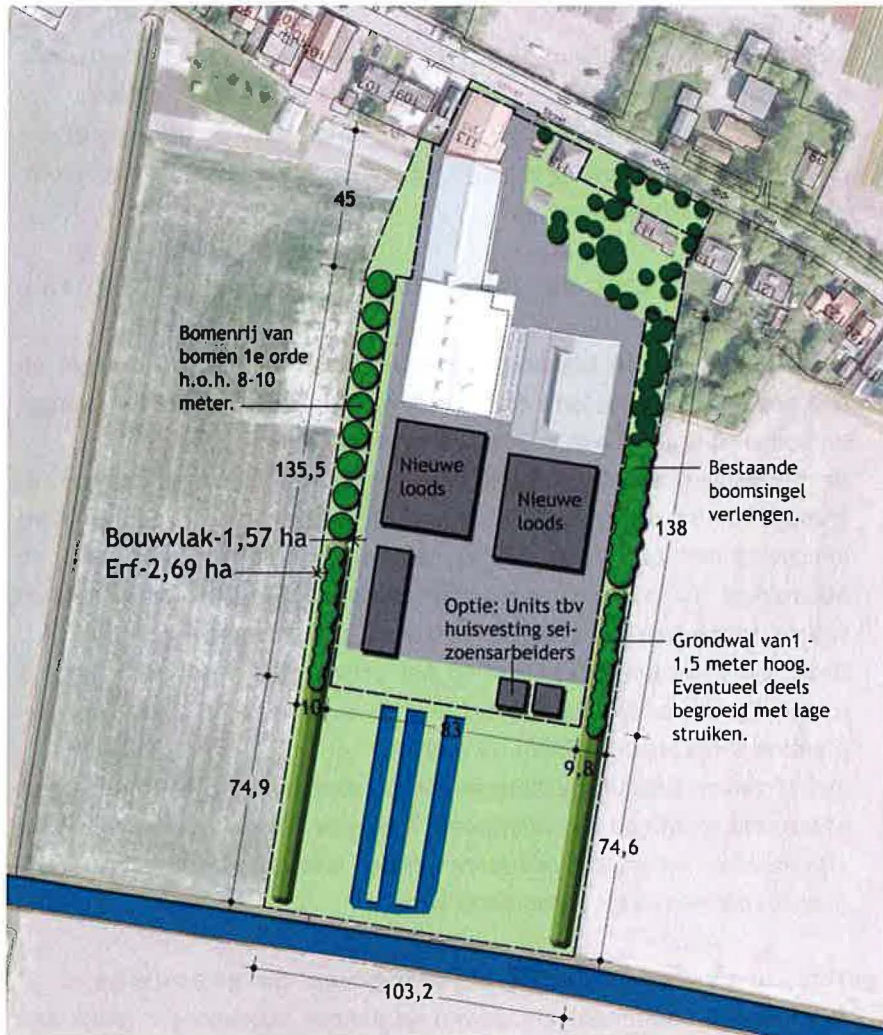 113
45
Bomenrij van
bomen 1e orde
h.o.h. 8-10
meter.
135,5
Nieuwe
loods
Nieuwe
loods
Bestaande
boomsingel
verlengen.
138
Bouwvlak-1,57 ha
Erf-2,69 ha
Optie: Units tbv
huisvesting sei-
zoensarbeiders
Grondwal van1 -
1,5 meter hoog.
Eventueel deels
begroeid met lage
struiken.
10
83
9,8
74,9
74,6
103,2